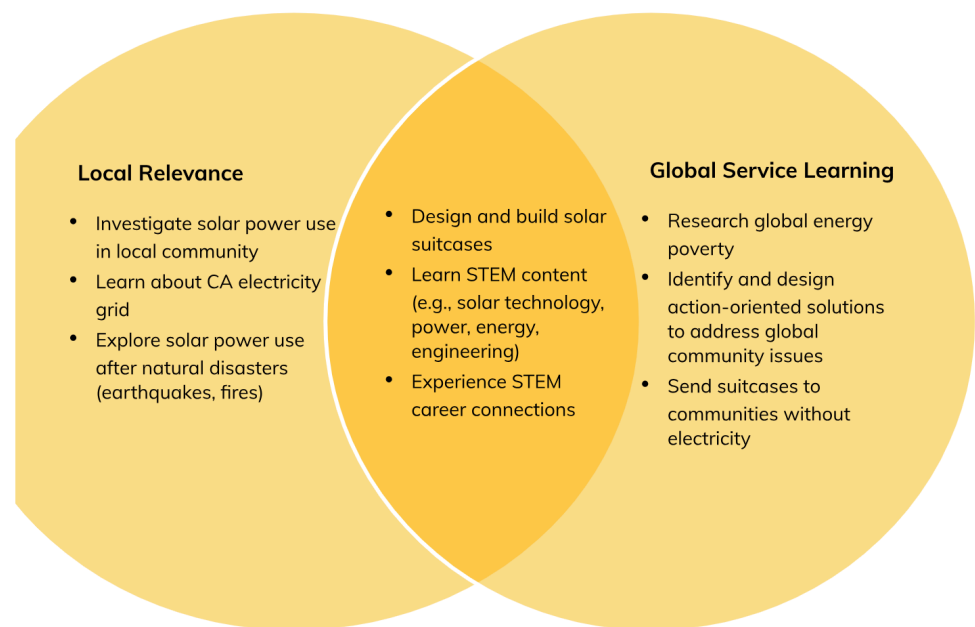 Local Relevance
• Investigate solar power use
in local community
• Learn about CA electricity
grid
• Explore solar power use
after natural disasters
(earthquakes, fires)
• Design and build solar
suitcases
• Learn STEM content
(e.g., solar technology,
power, energy,
engineering)
• Experience STEM
career connections
Global Service Learning
• Research global energy
poverty
• Identify and design
action-oriented solutions
to address global
community issues
• Send suitcases to
communities without
electricity